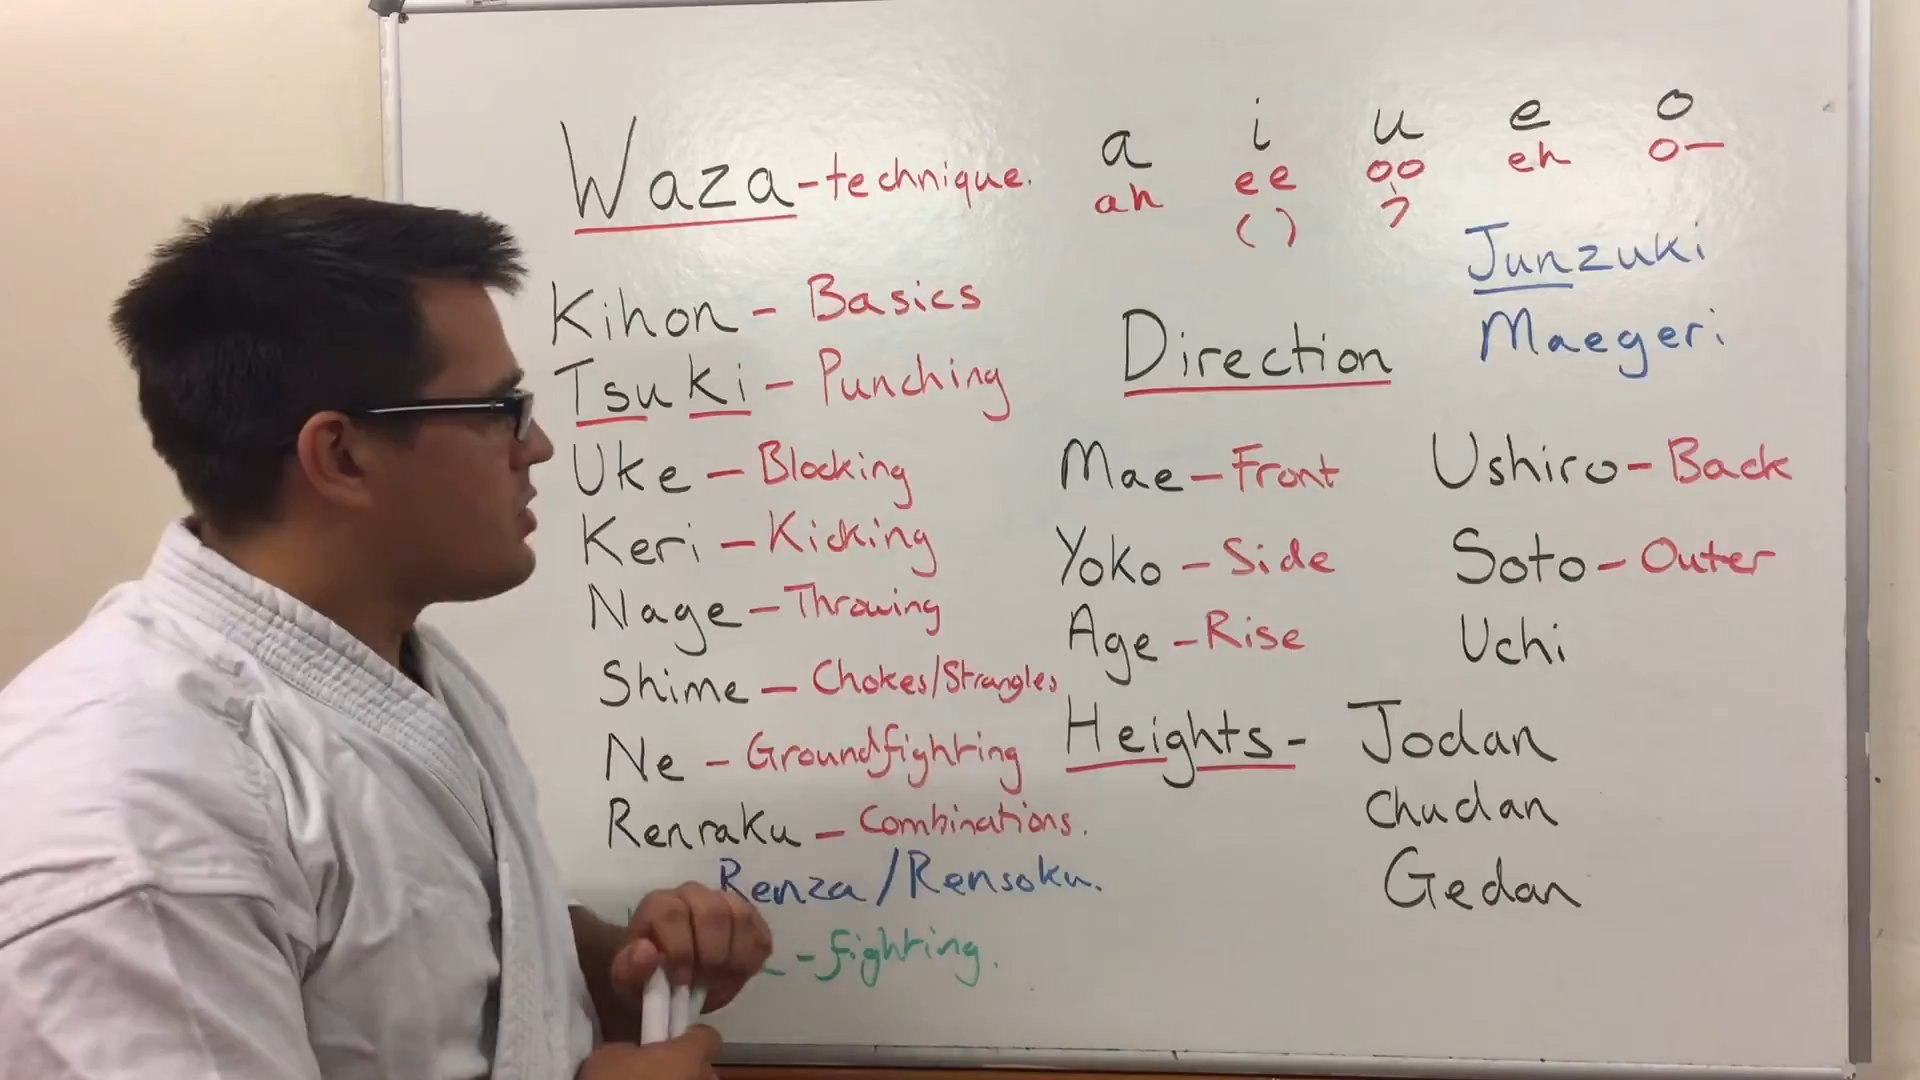 Waza - technique.
a i u e o
ah ee oo eh o—
( )
Junzuki
Maegeri
Kihon - Basics
Tsuki - Punching
Uke - Blocking
Keri - Kicking
Nage - Throwing
Shime - Chokes/Strangles
Ne - Groundfighting
Renraku - Combinations.
Renza/Rensoku.
- fighting.
Direction
Mae - Front
Yoko - Side
Age - Rise
Ushiro - Back
Soto - Outer
Uchi
Heights - Jodan
Chudan
Gedan